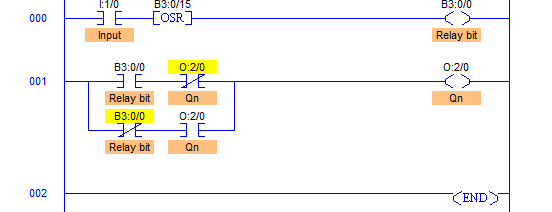 I:1/0 B3:0/15 B3:0/0
000 OSR
Input Relay bit
B3:0/0 O:2/0 O:2/0
001
Relay bit Qn Qn
B3:0/0 O:2/0
Relay bit Qn
002 END